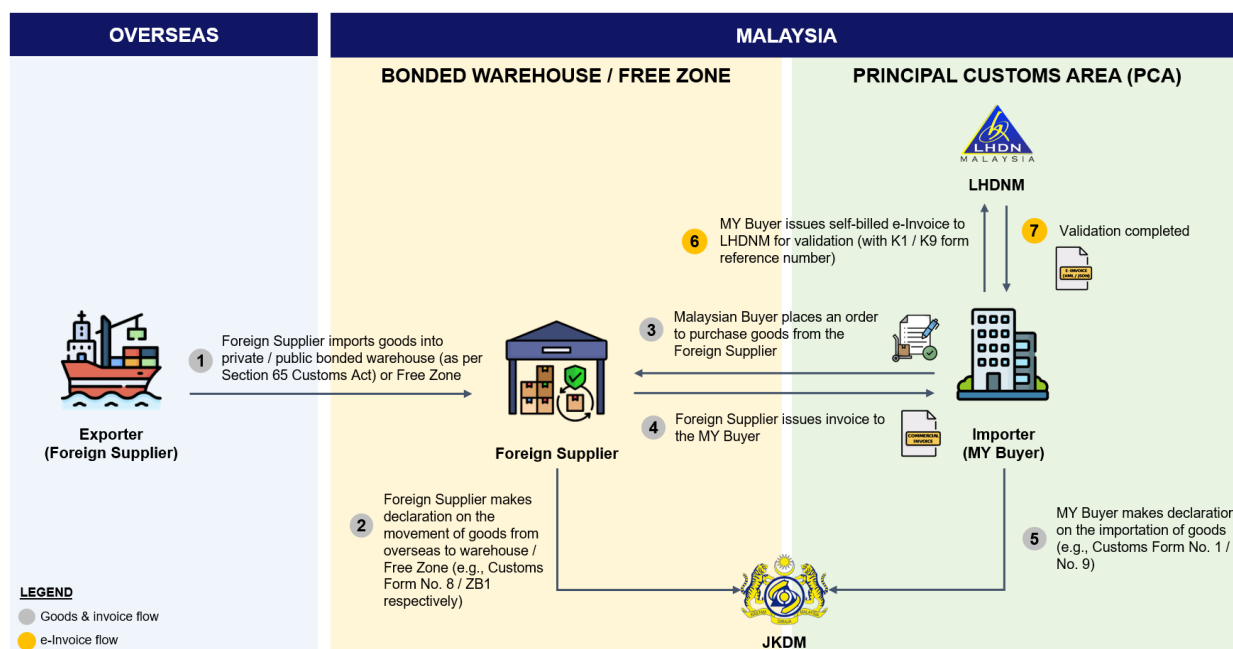 OVERSEAS
MALAYSIA
BONDED WAREHOUSE / FREE ZONE
PRINCIPAL CUSTOMS AREA (PCA)
LHDN
MALAYSIA
LHDNM
6
MY Buyer issues self-billed e-Invoice to
LHDNM for validation (with K1 / K9 form
reference number)
7
Validation completed
E-INVOICE
(XML / JSON)
1
Foreign Supplier imports goods into
private / public bonded warehouse (as per
Section 65 Customs Act) or Free Zone
3
Malaysian Buyer places an order
to purchase goods from the
Foreign Supplier
4
Foreign Supplier issues invoice to
the MY Buyer
COMMERCIAL
INVOICE
Exporter
(Foreign Supplier)
Foreign Supplier
Importer
(MY Buyer)
2
Foreign Supplier makes
declaration on the
movement of goods from
overseas to warehouse /
Free Zone (e.g., Customs
Form No. 8 / ZB1
respectively)
5
MY Buyer makes declaration
on the importation of goods
(e.g., Customs Form No. 1 /
No. 9)
JKDM
LEGEND
Goods & invoice flow
e-Invoice flow